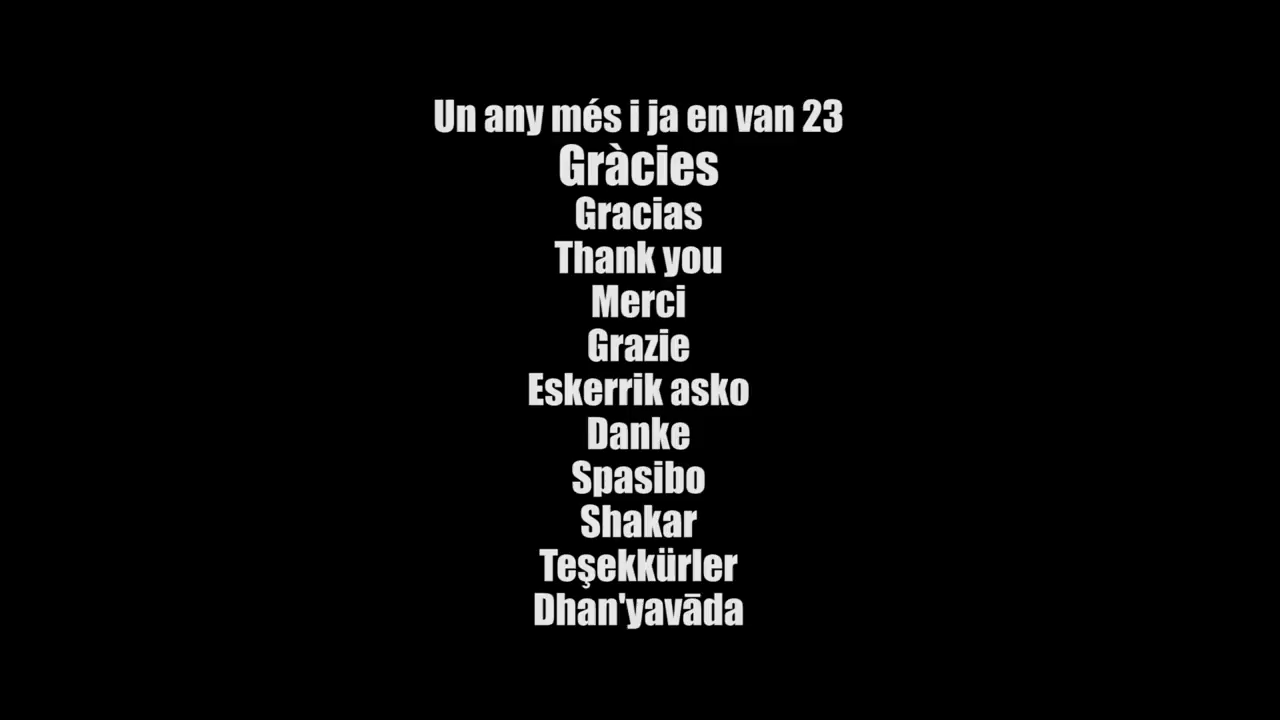 Un any més i ja en van 23
Gràcies
Gracias
Thank you
Merci
Grazie
Eskerrik asko
Danke
Spasibo
Shakar
Teşekkürler
Dhan'yavāda